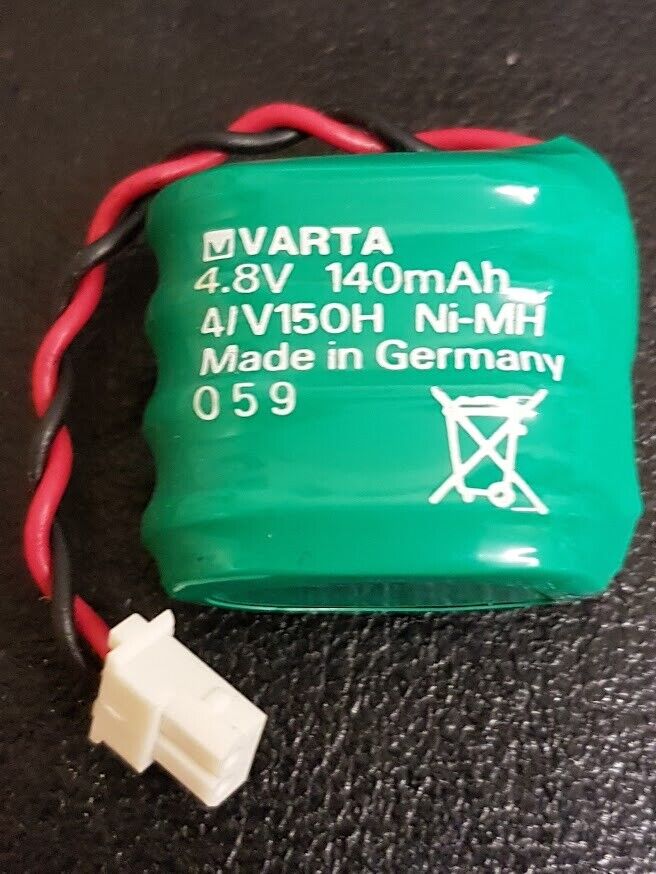 VARTA
4.8V 140mAh
4/V150H Ni-MH
Made in Germany
059